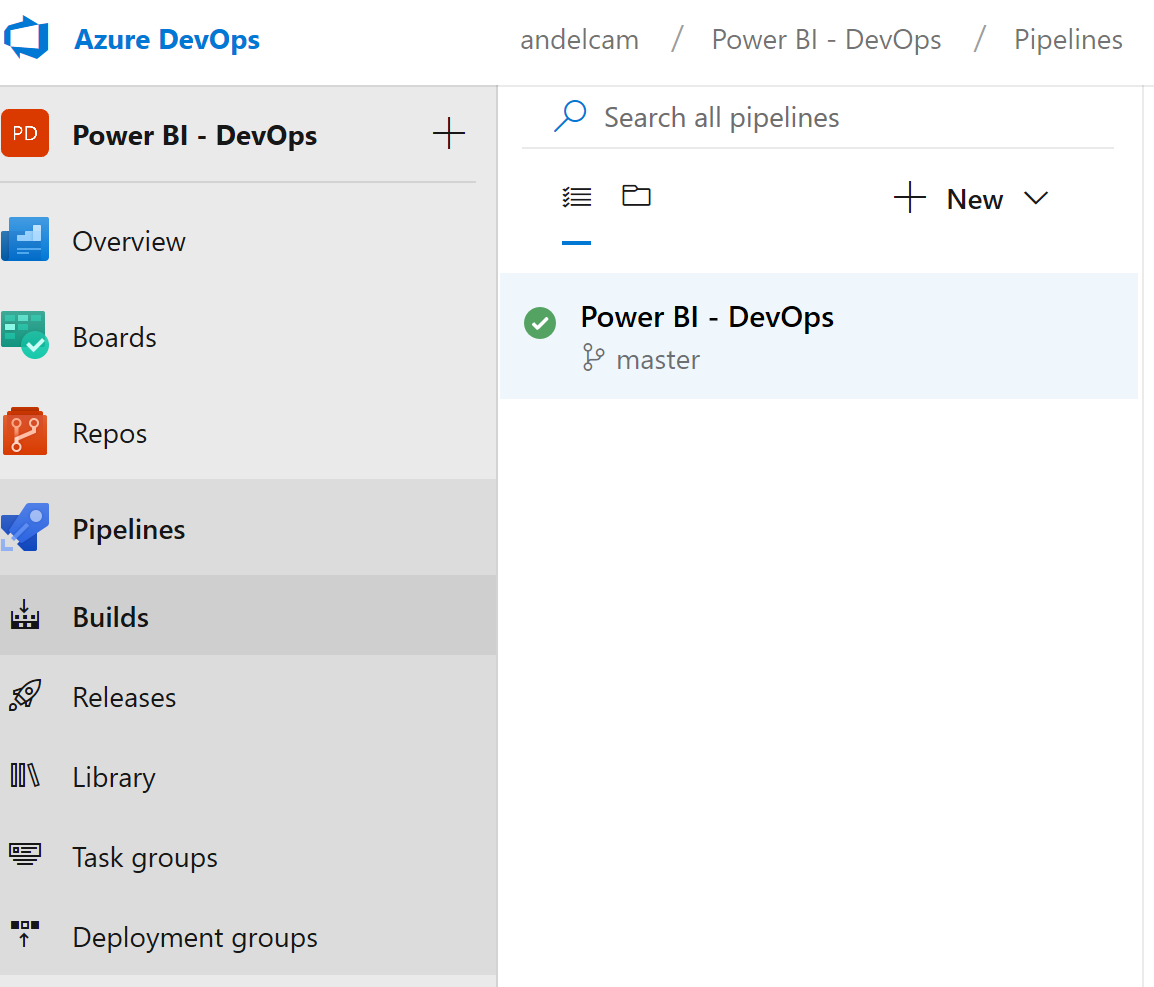 Azure DevOps
andelcam / Power BI - DevOps / Pipelines
PD Power BI - DevOps
Overview
Boards
Repos
Pipelines
Builds
Releases
Library
Task groups
Deployment groups
Search all pipelines
New
Power BI - DevOps
master